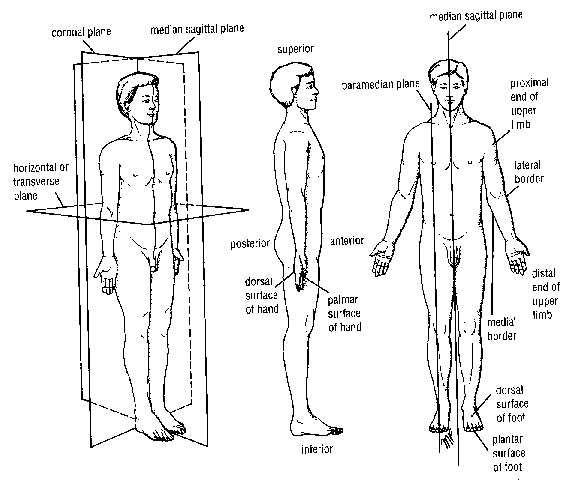 coronal plane
median sagittal plane
horizontal or
transverse
plane
superior
posterior
anterior
dorsal
surface
of hand
palmar
surface
of hand
inferior
median sagittal plane
paramedian plane
proximal
end of
upper
limb
lateral
border
distal
end of
upper
limb
medial
border
dorsal
surface
of foot
plantar
surface
of foot